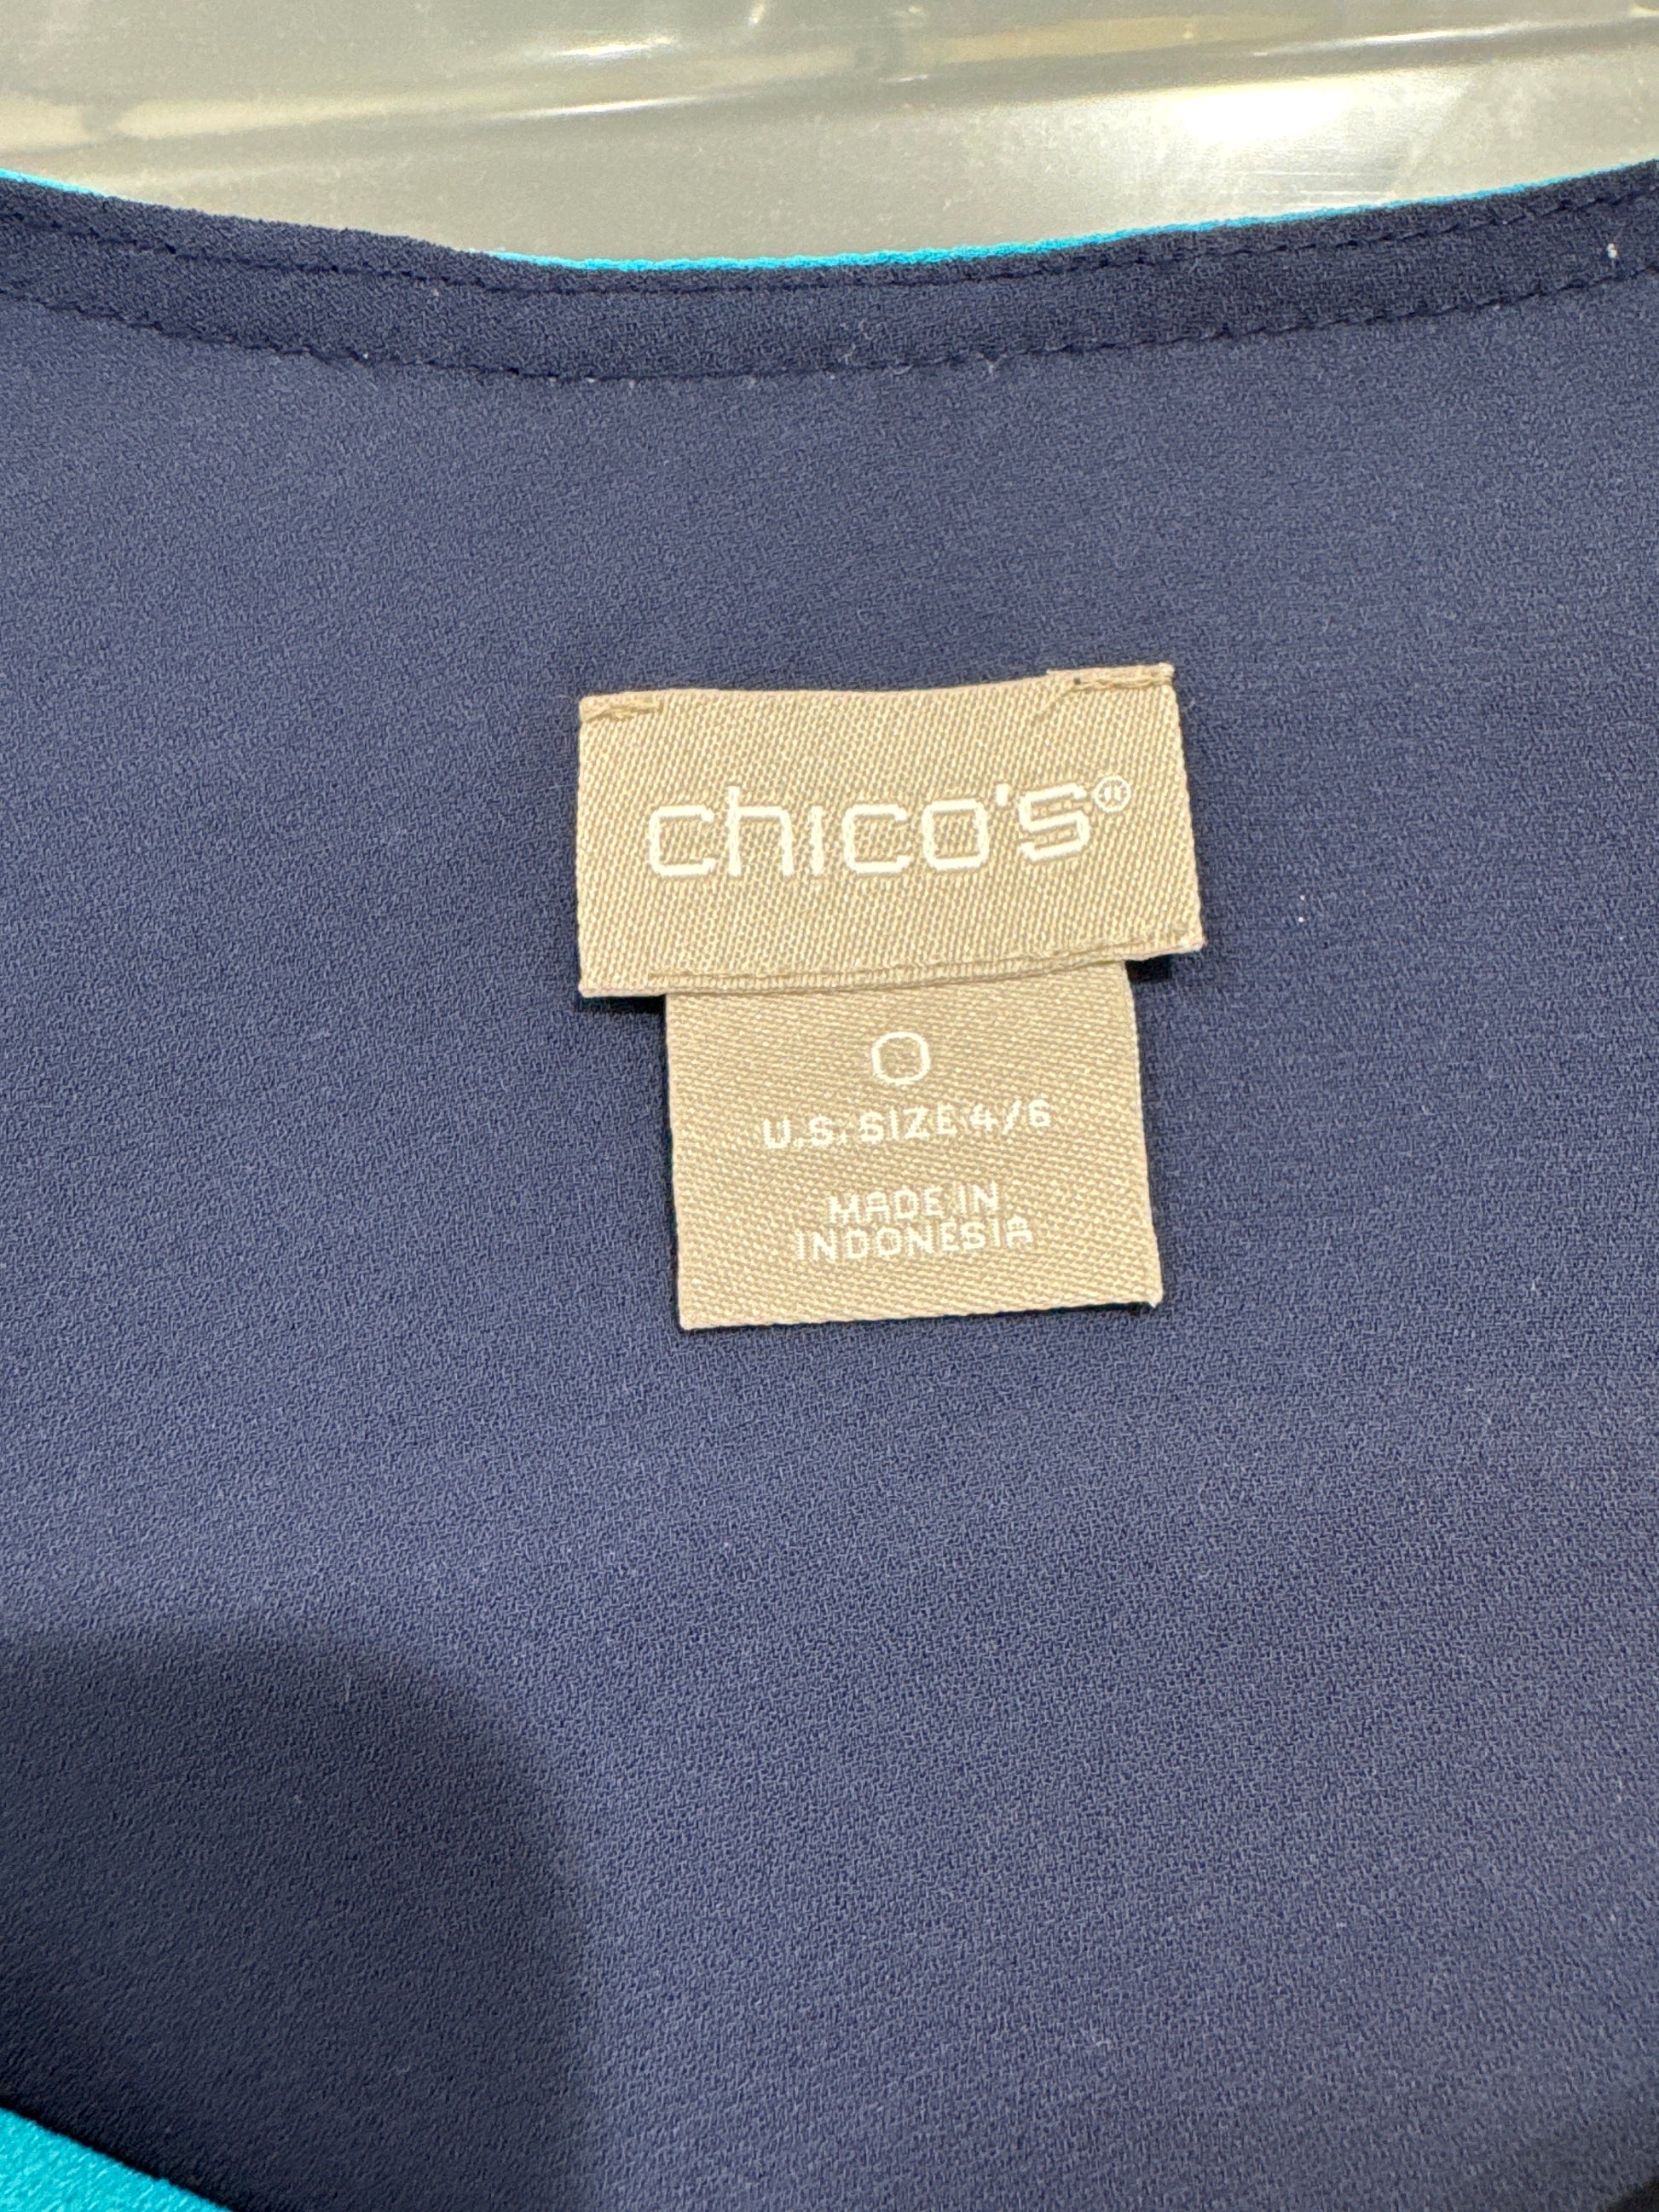 chico's®
0
U.S. SIZE 4/6
MADE IN
INDONESIA